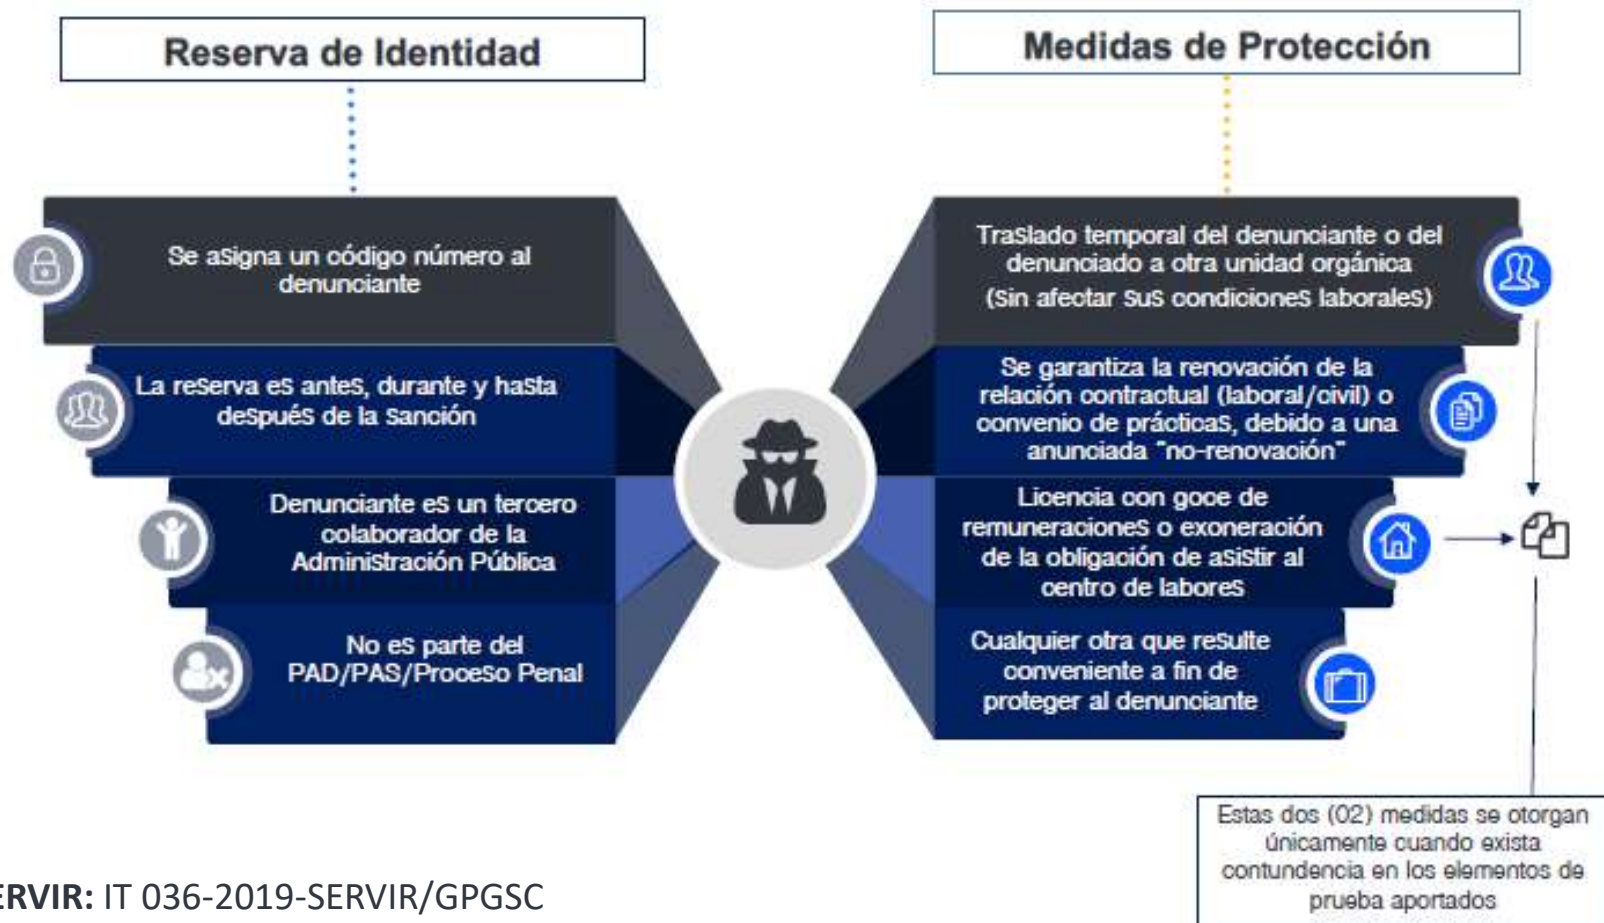 Reserva de Identidad
Se asigna un código número al
denunciante
La reserva es antes, durante y hasta
después de la sanción
Denunciante es un tercero
colaborador de la
Administración Pública
No es parte del
PAD/PAS/Proceso Penal
Medidas de Protección
Traslado temporal del denunciante o del
denunciado a otra unidad orgánica
(sin afectar sus condiciones laborales)
Se garantiza la renovación de la
relación contractual (laboral/civil) o
convenio de prácticas, debido a una
anunciada "no-renovación"
Licencia con goce de
remuneraciones o exoneración
de la obligación de asistir al
centro de labores
Cualquier otra que resulte
conveniente a fin de
proteger al denunciante
Estas dos (02) medidas se otorgan
únicamente cuando exista
contundencia en los elementos de
prueba aportados
ERVIR: IT 036-2019-SERVIR/GPGSC